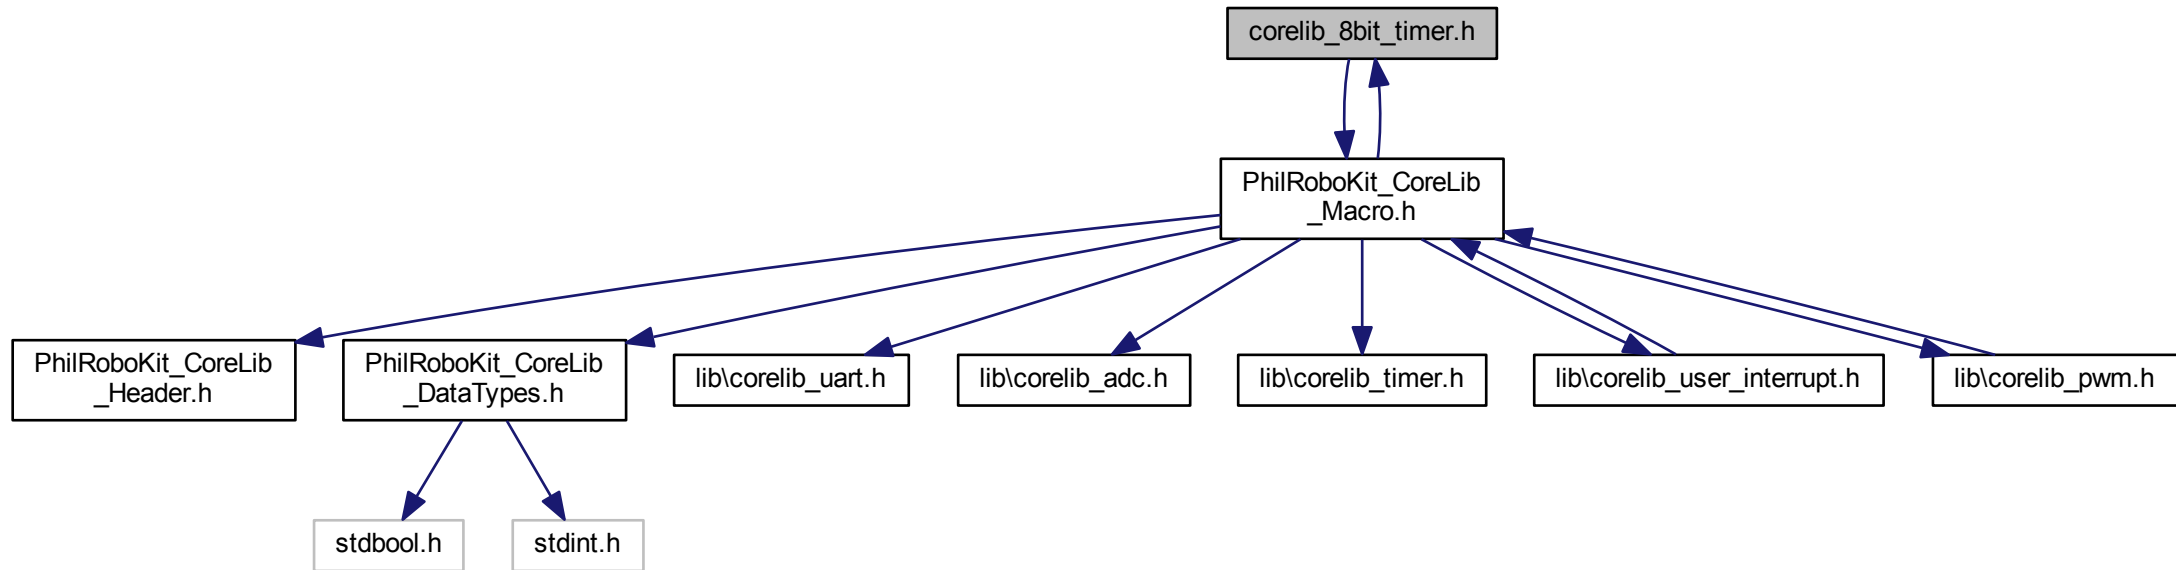 corelib_8bit_timer.h
PhilRoboKit_CoreLib
_Macro.h
PhilRoboKit_CoreLib
_Header.h
PhilRoboKit_CoreLib
_DataTypes.h
lib\corelib_uart.h
lib\corelib_adc.h
lib\corelib_timer.h
lib\corelib_user_interrupt.h
lib\corelib_pwm.h
stdbool.h
stdint.h